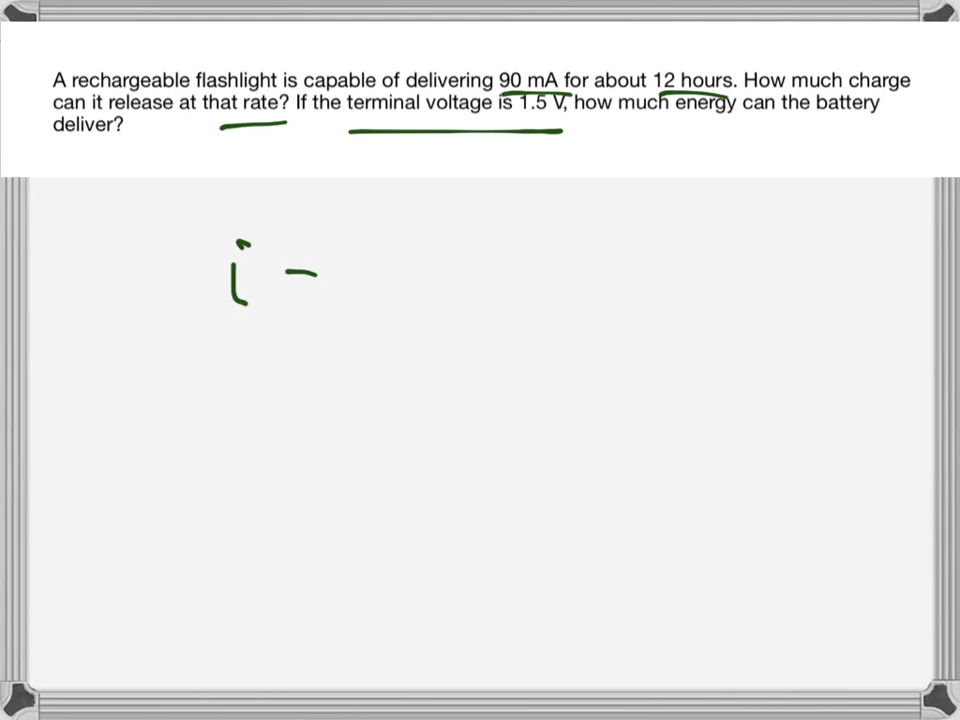 A rechargeable flashlight is capable of delivering 90 mA for about 12 hours. How much charge
can it release at that rate? If the terminal voltage is 1.5 V, how much energy can the battery
deliver?
i -